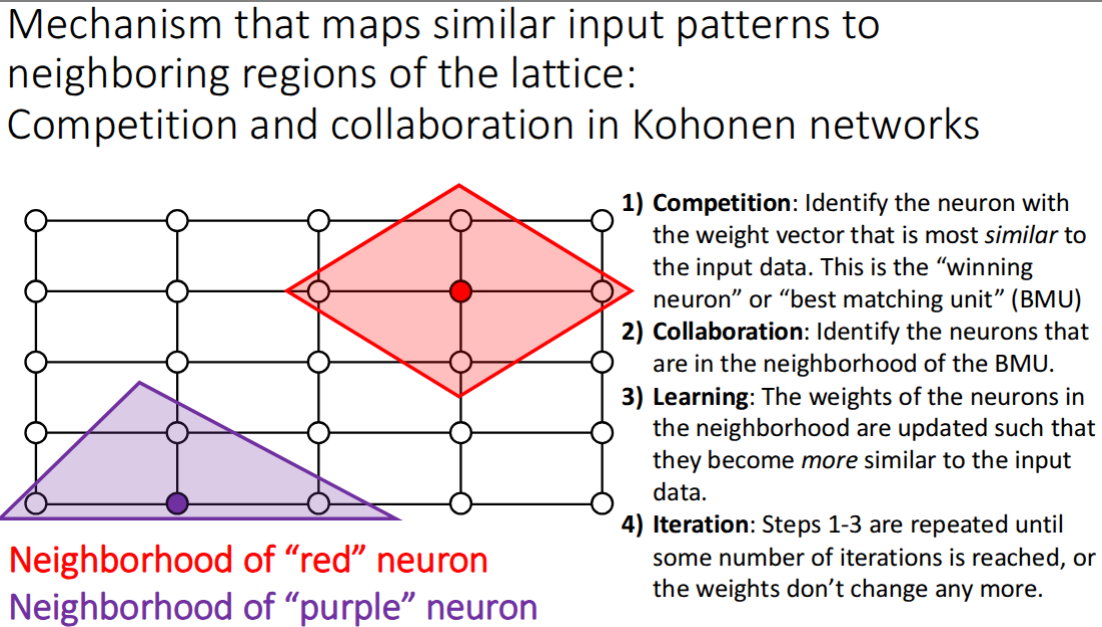 Mechanism that maps similar input patterns to
neighboring regions of the lattice:
Competition and collaboration in Kohonen networks
1) Competition: Identify the neuron with
the weight vector that is most similar to
the input data. This is the “winning
neuron” or “best matching unit” (BMU)
2) Collaboration: Identify the neurons that
are in the neighborhood of the BMU.
3) Learning: The weights of the neurons in
the neighborhood are updated such that
they become more similar to the input
data.
4) Iteration: Steps 1-3 are repeated until
some number of iterations is reached, or
the weights don’t change any more.
Neighborhood of “red” neuron
Neighborhood of “purple” neuron